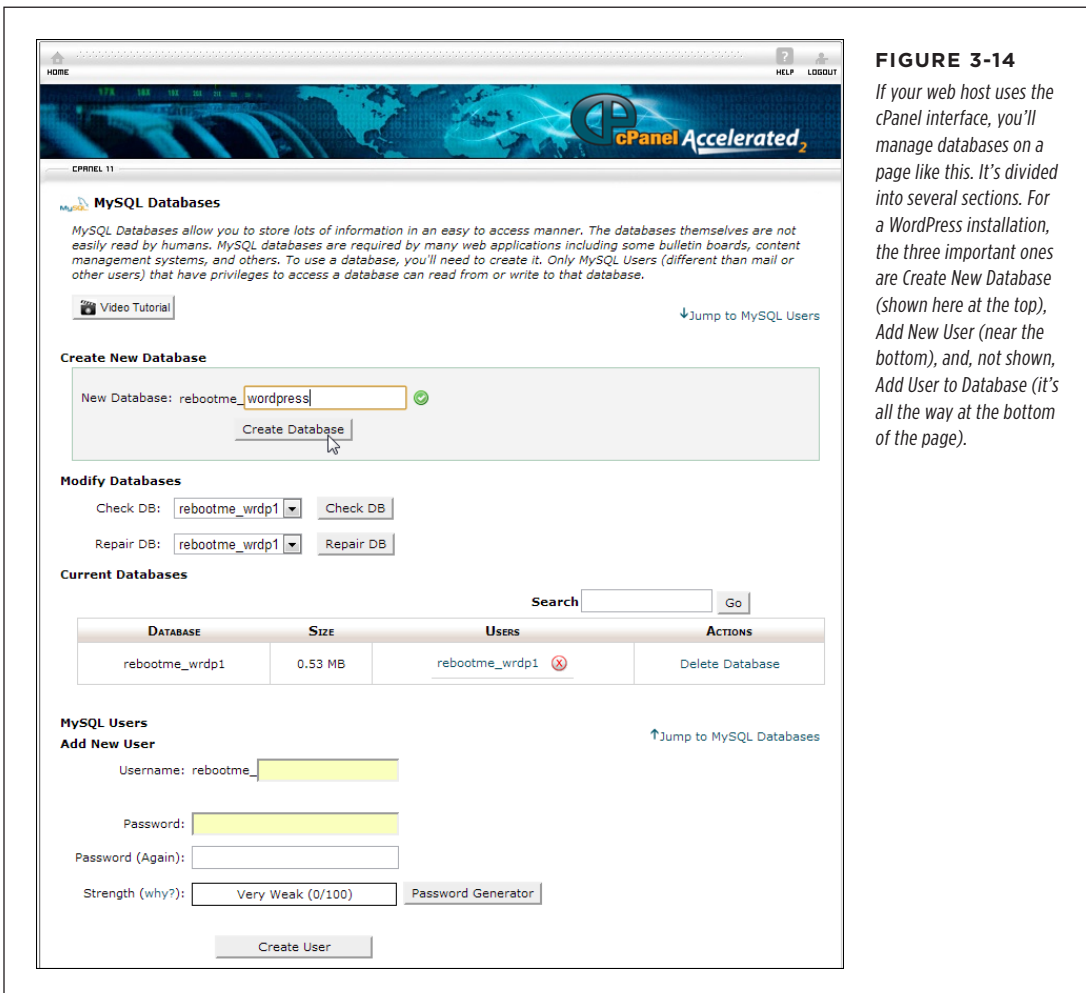 HOME
HELP LOGOUT
cPanel Accelerated2
CPANEL 11
MySQL Databases
MySQL Databases allow you to store lots of information in an easy to access manner. The databases themselves are not
easily read by humans. MySQL databases are required by many web applications including some bulletin boards, content
management systems, and others. To use a database, you'll need to create it. Only MySQL Users (different than mail or
other users) that have privileges to access a database can read from or write to that database.
Video Tutorial
Jump to MySQL Users
Create New Database
New Database: rebootme_ wordpress
Create Database
Modify Databases
Check DB: rebootme_wrdp1 Check DB
Repair DB: rebootme_wrdp1 Repair DB
Current Databases
Search Go
DATABASE SIZE USERS ACTIONS
rebootme_wrdp1 0.53 MB rebootme_wrdp1 Delete Database
MySQL Users
Jump to MySQL Databases
Add New User
Username: rebootme_
Password:
Password (Again):
Strength (why?): Very Weak (0/100) Password Generator
Create User
FIGURE 3-14
If your web host uses the
cPanel interface, you'll
manage databases on a
page like this. It's divided
into several sections. For
a WordPress installation,
the three important ones
are Create New Database
(shown here at the top),
Add New User (near the
bottom), and, not shown,
Add User to Database (it's
all the way at the bottom
of the page).